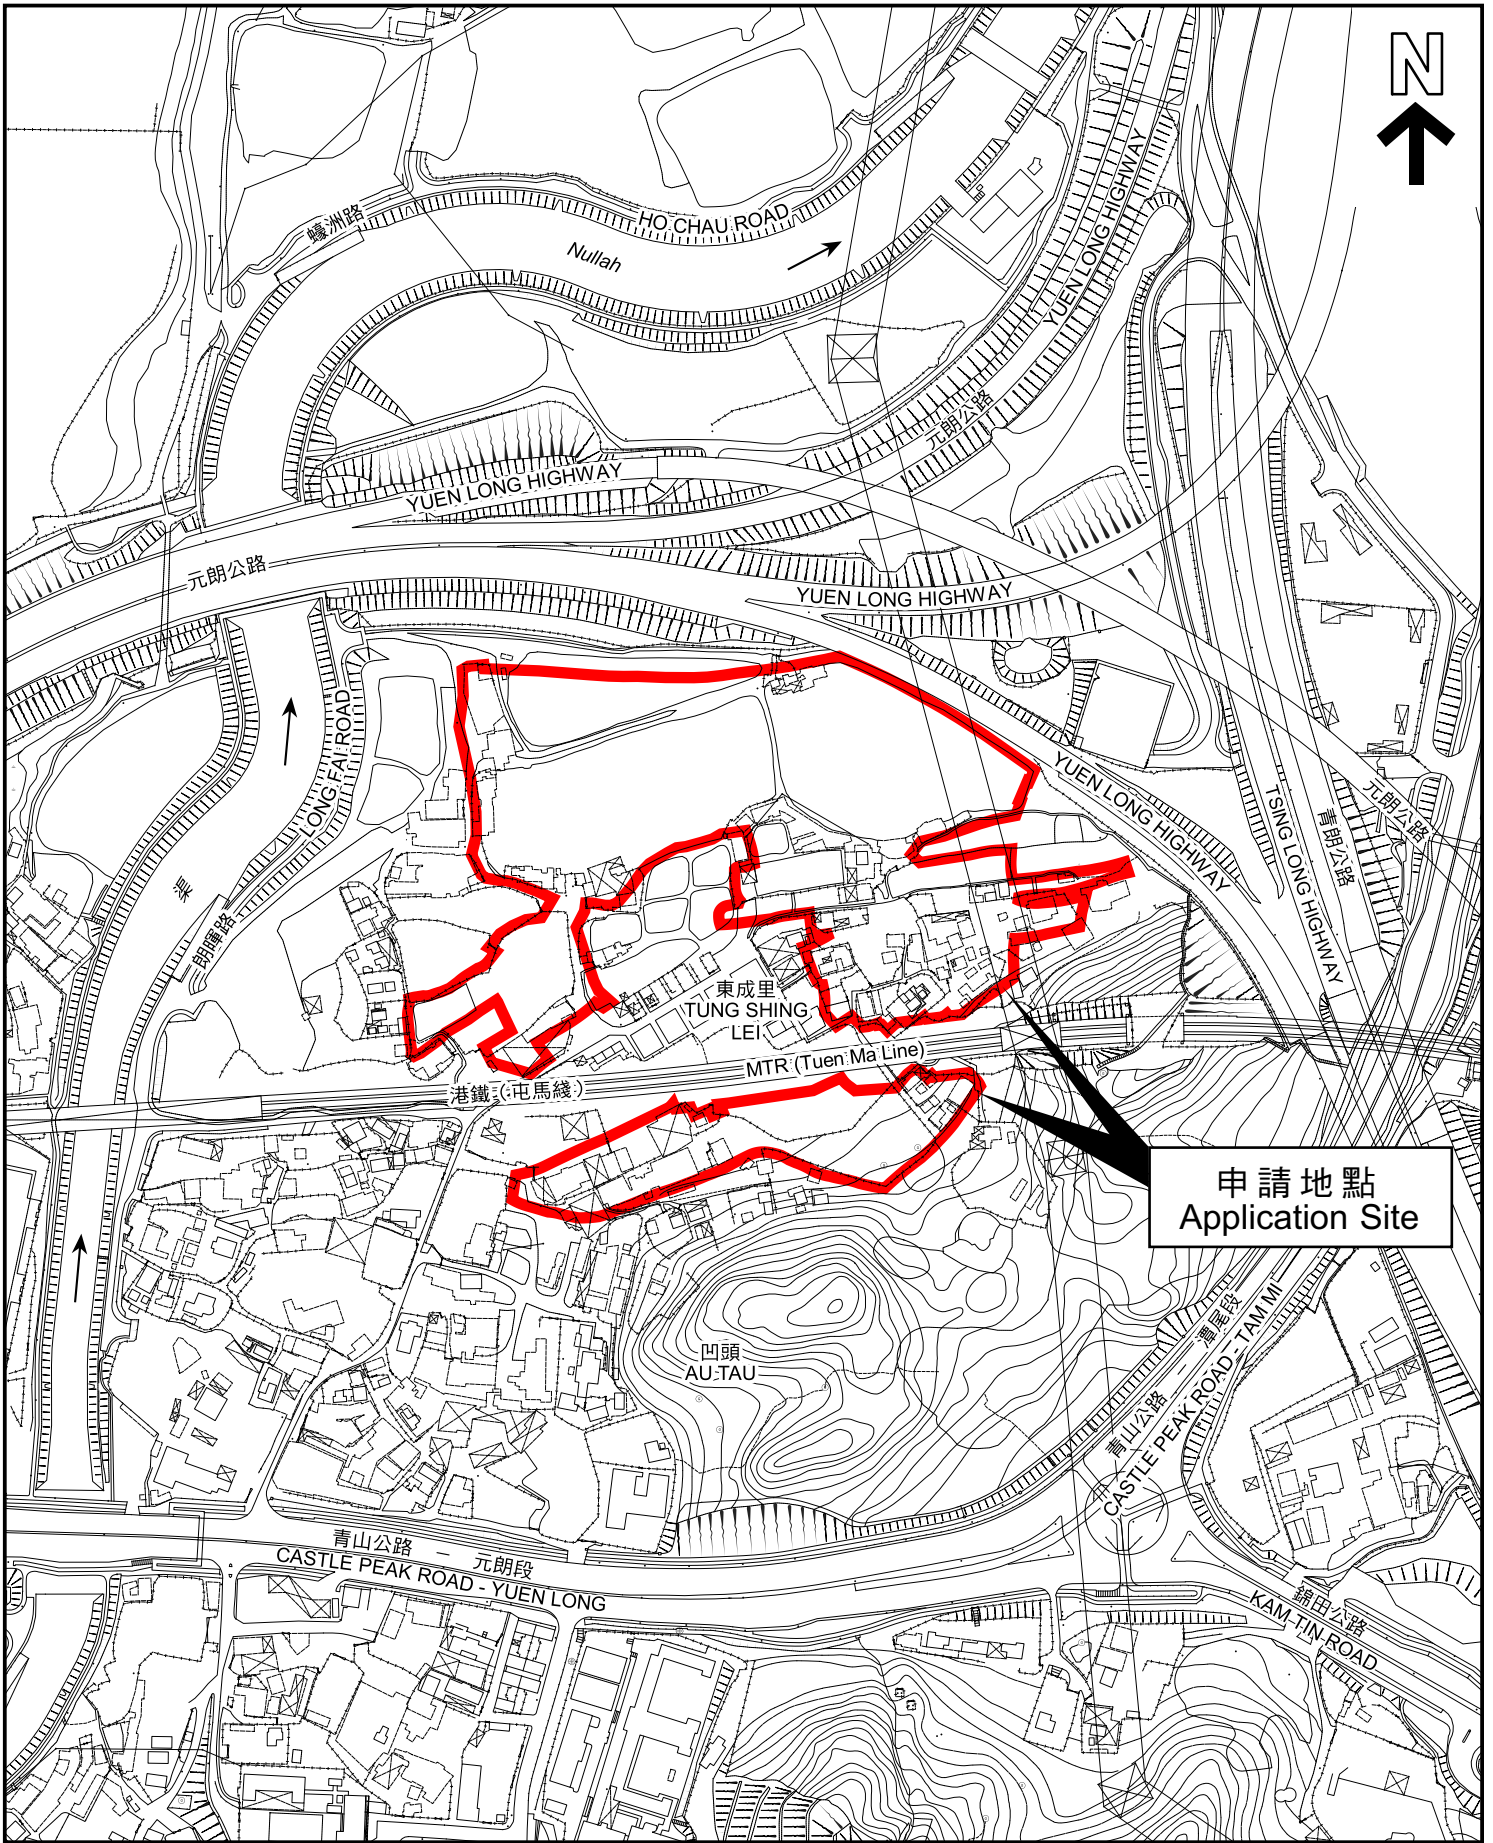 N
蠔洲路
HO CHAU ROAD
Nullah
YUEN LONG HIGHWAY
元朗公路
YUEN LONG HIGHWAY
元朗公路
YUEN LONG HIGHWAY
LONG FAI ROAD
朗暉路
渠
YUEN LONG HIGHWAY
元朗公路
TSING LONG HIGHWAY
青朗公路
東成里
TUNG SHING
LEI
MTR (Tuen Ma Line)
港鐵（屯馬綫）
申請地點
Application Site
凹頭
AU TAU
青山公路 － 潭尾段
CASTLE PEAK ROAD - TAM MI
青山公路 － 元朗段
CASTLE PEAK ROAD - YUEN LONG
錦田公路
KAM TIN ROAD